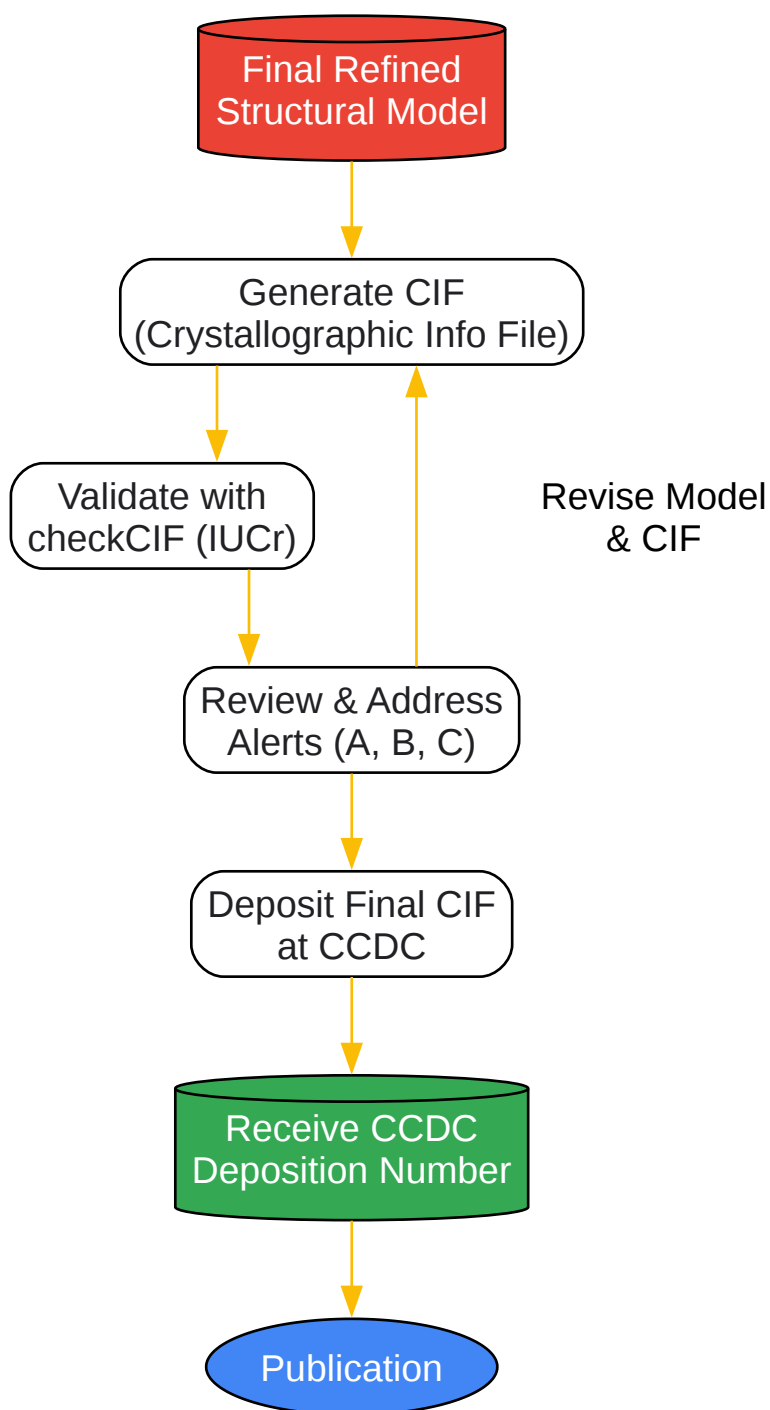 Final Refined
Structural Model
Generate CIF
(Crystallographic Info File)
Validate with
checkCIF (IUCr)
Revise Model
& CIF
Review & Address
Alerts (A, B, C)
Deposit Final CIF
at CCDC
Receive CCDC
Deposition Number
Publication